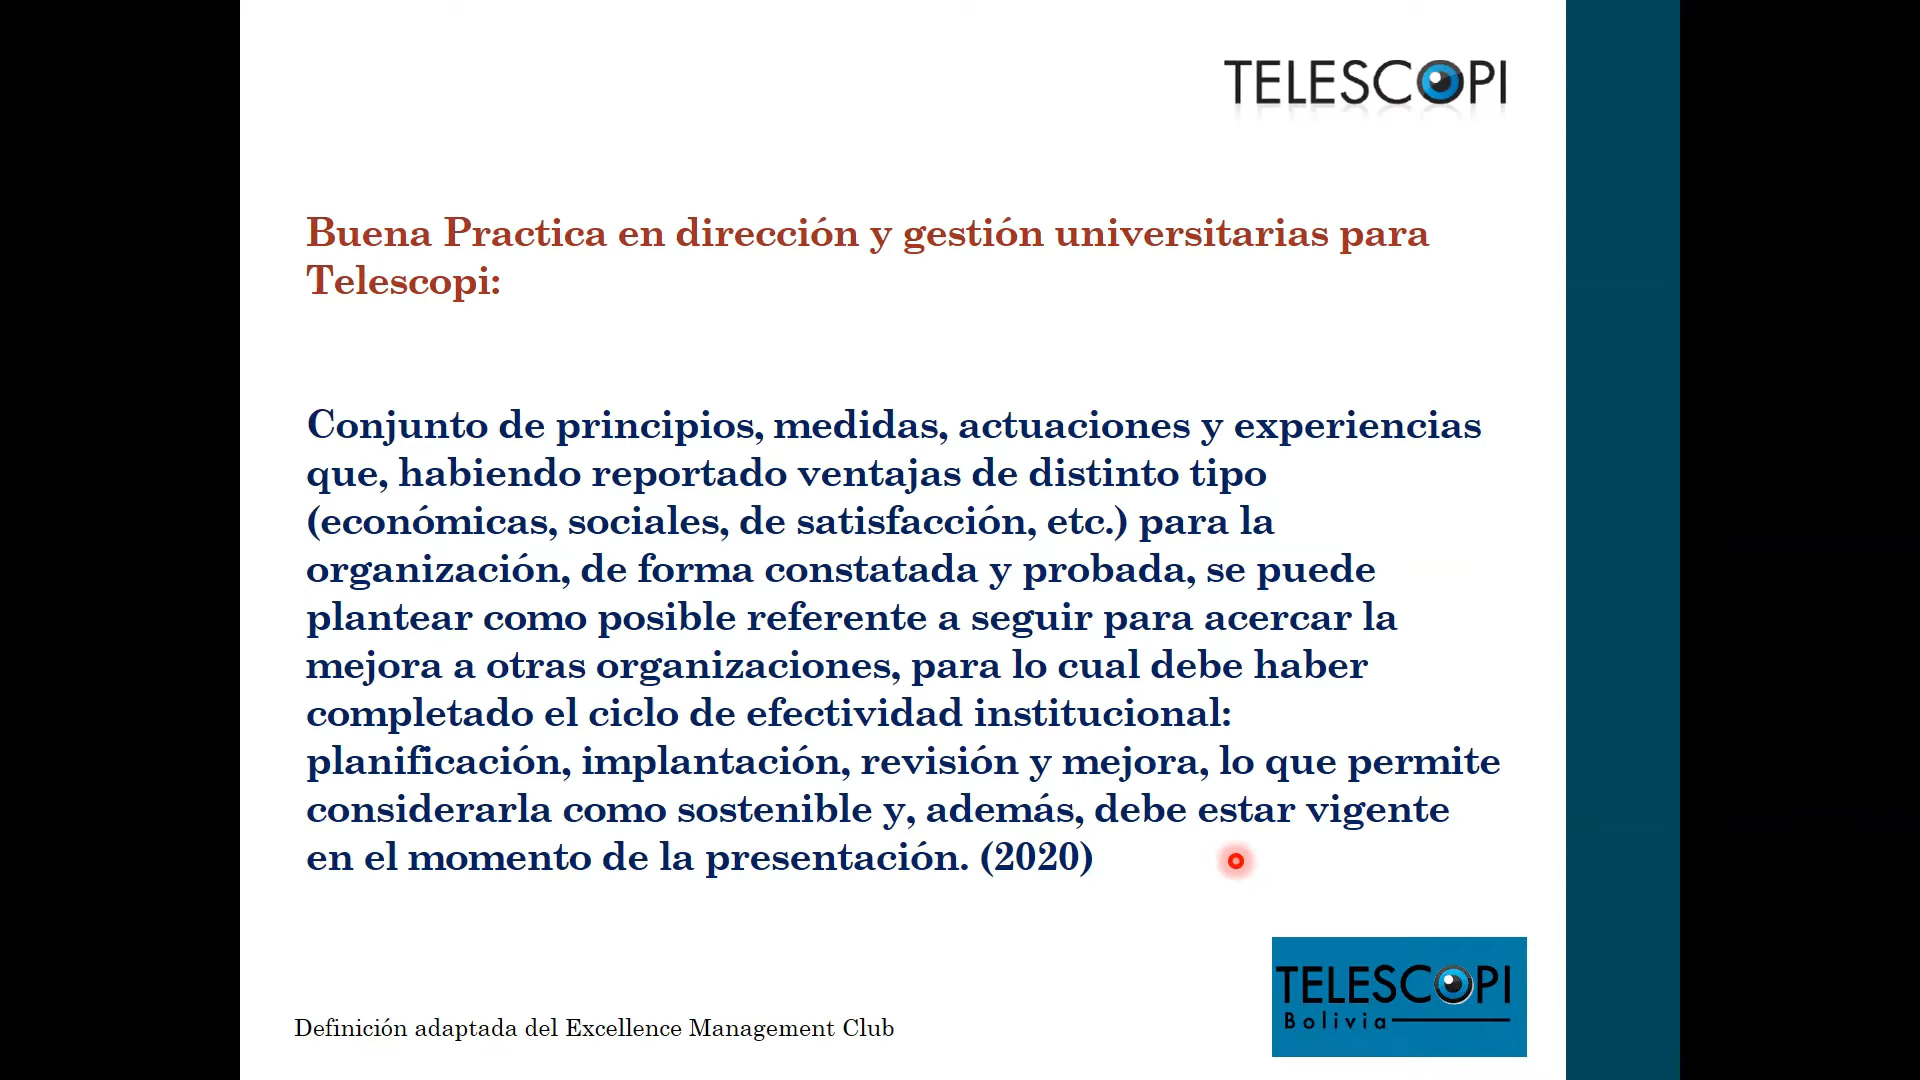 TELESCOPI
Buena Practica en dirección y gestión universitarias para
Telescopi:
Conjunto de principios, medidas, actuaciones y experiencias
que, habiendo reportado ventajas de distinto tipo
(económicas, sociales, de satisfacción, etc.) para la
organización, de forma constatada y probada, se puede
plantear como posible referente a seguir para acercar la
mejora a otras organizaciones, para lo cual debe haber
completado el ciclo de efectividad institucional:
planificación, implantación, revisión y mejora, lo que permite
considerarla como sostenible y, además, debe estar vigente
en el momento de la presentación. (2020)
TELESCOPI
Bolivia
Definición adaptada del Excellence Management Club